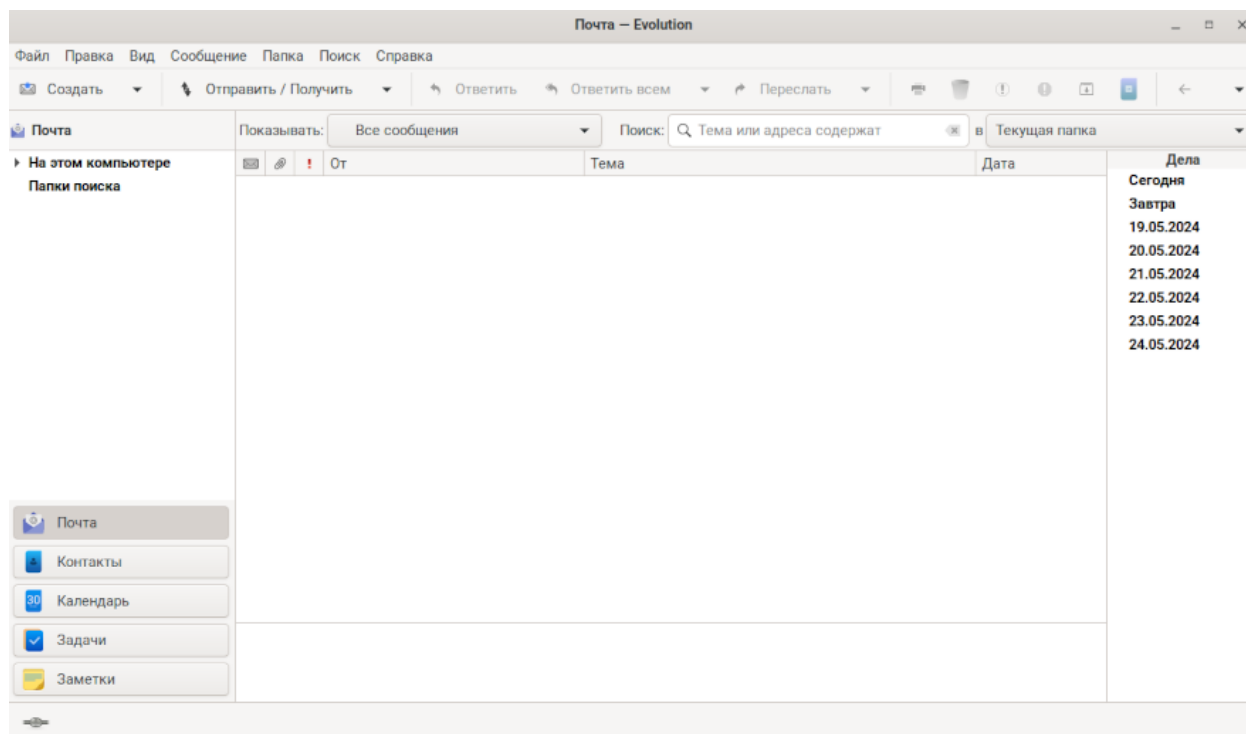 Почта — Evolution
Файл Правка Вид Сообщение Папка Поиск Справка
Создать Отправить / Получить Ответить Ответить всем Переслать
Почта Показывать: Все сообщения Поиск: Тема или адреса содержат в Текущая папка
На этом компьютере
Папки поиска
От Тема Дата
Дела
Сегодня
Завтра
19.05.2024
20.05.2024
21.05.2024
22.05.2024
23.05.2024
24.05.2024
Почта
Контакты
30 Календарь
Задачи
Заметки